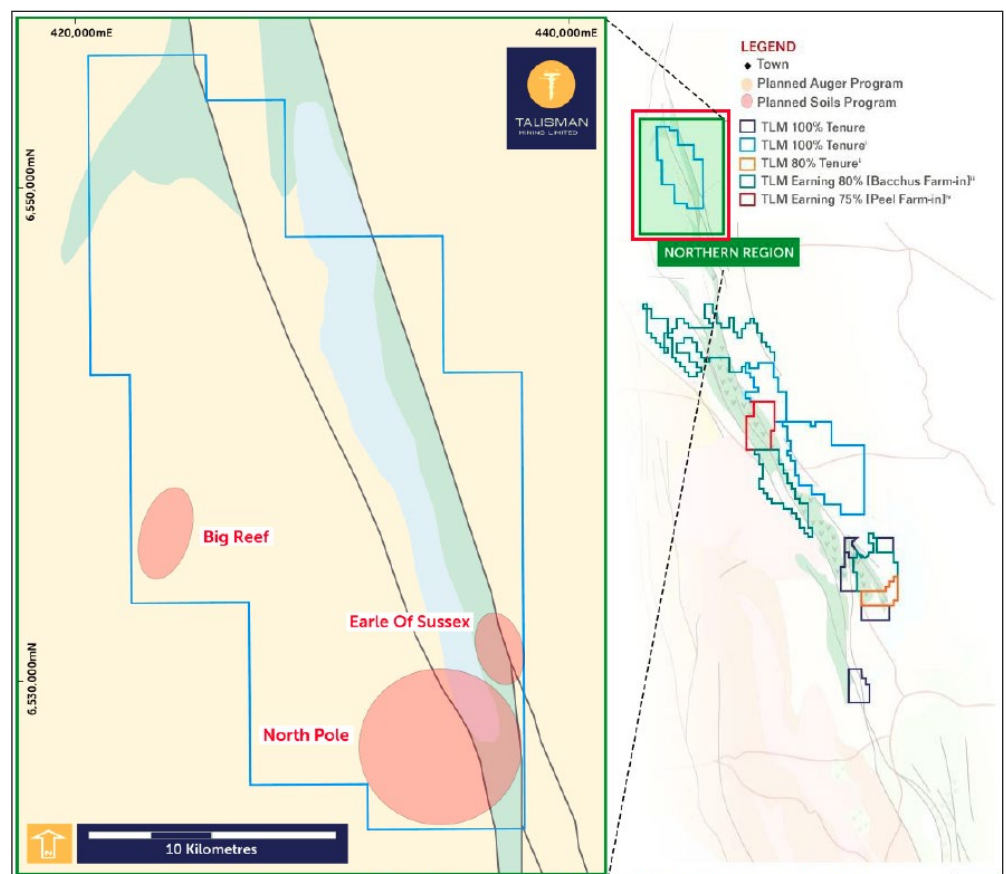 420,000mE
440,000mE
6,550,000mN
6,530,000mN
TALISMAN
MINING LIMITED
Big Reef
Earle Of Sussex
North Pole
N
10 Kilometres
LEGEND
Town
Planned Auger Program
Planned Soils Program
TLM 100% Tenure
TLM 100% Tenure
TLM 80% Tenure
TLM Earning 80% [Bacchus Farm-in]
TLM Earning 75% [Peel Farm-in]
NORTHERN REGION